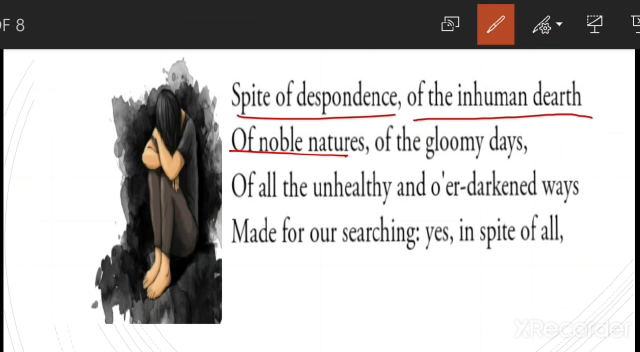 OF 8
Spite of despondence, of the inhuman dearth
Of noble natures, of the gloomy days,
Of all the unhealthy and o'er-darkened ways
Made for our searching: yes, in spite of all,
XRecorder